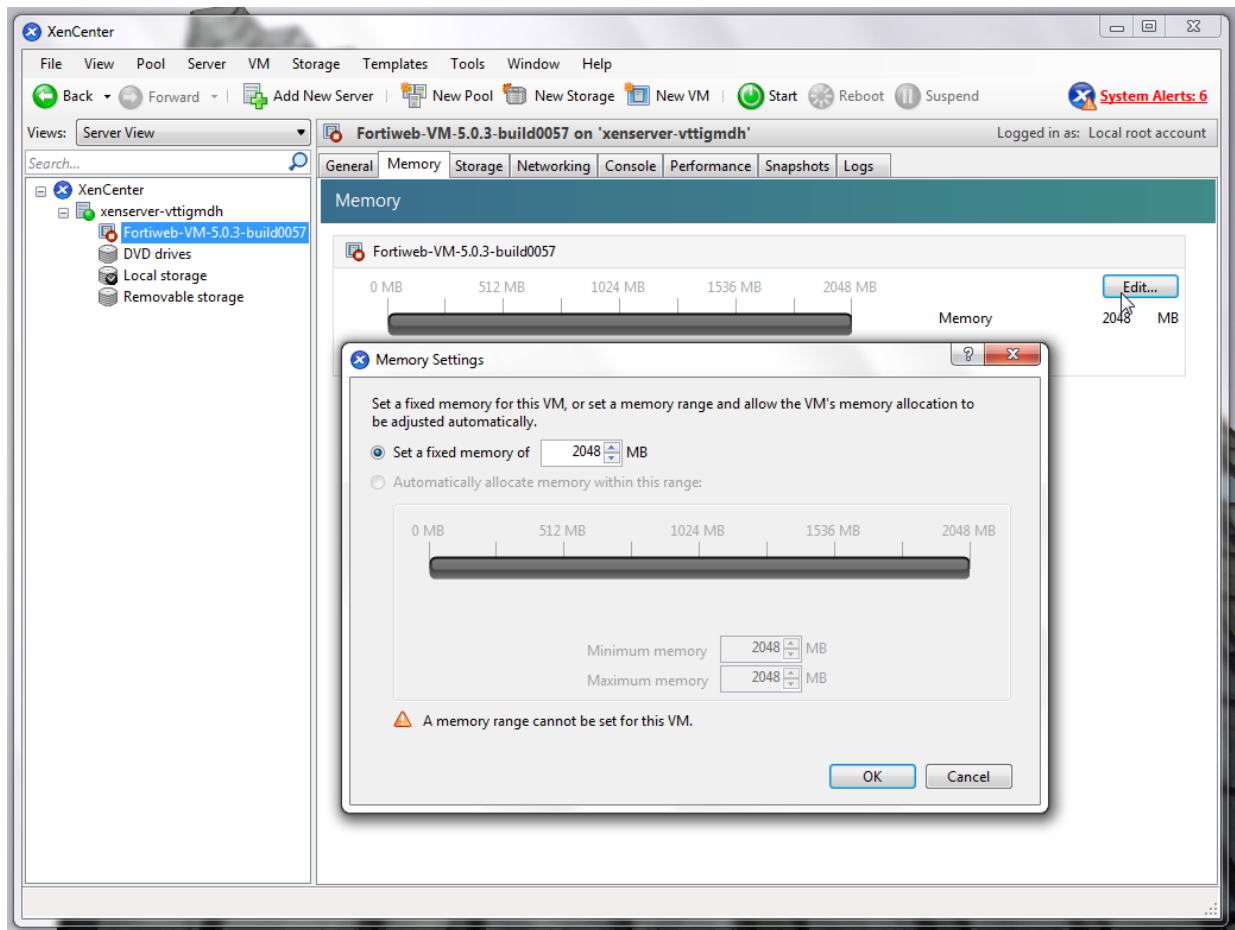 XenCenter
File View Pool Server VM Storage Templates Tools Window Help
Back Forward Add New Server New Pool New Storage New VM Start Reboot Suspend System Alerts: 6
Views: Server View Fortiweb-VM-5.0.3-build0057 on 'xenserver-vttigmdh' Logged in as: Local root account
Search... General Memory Storage Networking Console Performance Snapshots Logs
XenCenter
xenserver-vttigmdh
Fortiweb-VM-5.0.3-build0057
DVD drives
Local storage
Removable storage
Memory
Fortiweb-VM-5.0.3-build0057
0 MB 512 MB 1024 MB 1536 MB 2048 MB Edit...
Memory 2048 MB
Memory Settings ?
Set a fixed memory for this VM, or set a memory range and allow the VM's memory allocation to
be adjusted automatically.
Set a fixed memory of 2048 MB
Automatically allocate memory within this range:
0 MB 512 MB 1024 MB 1536 MB 2048 MB
Minimum memory 2048 MB
Maximum memory 2048 MB
A memory range cannot be set for this VM.
OK Cancel